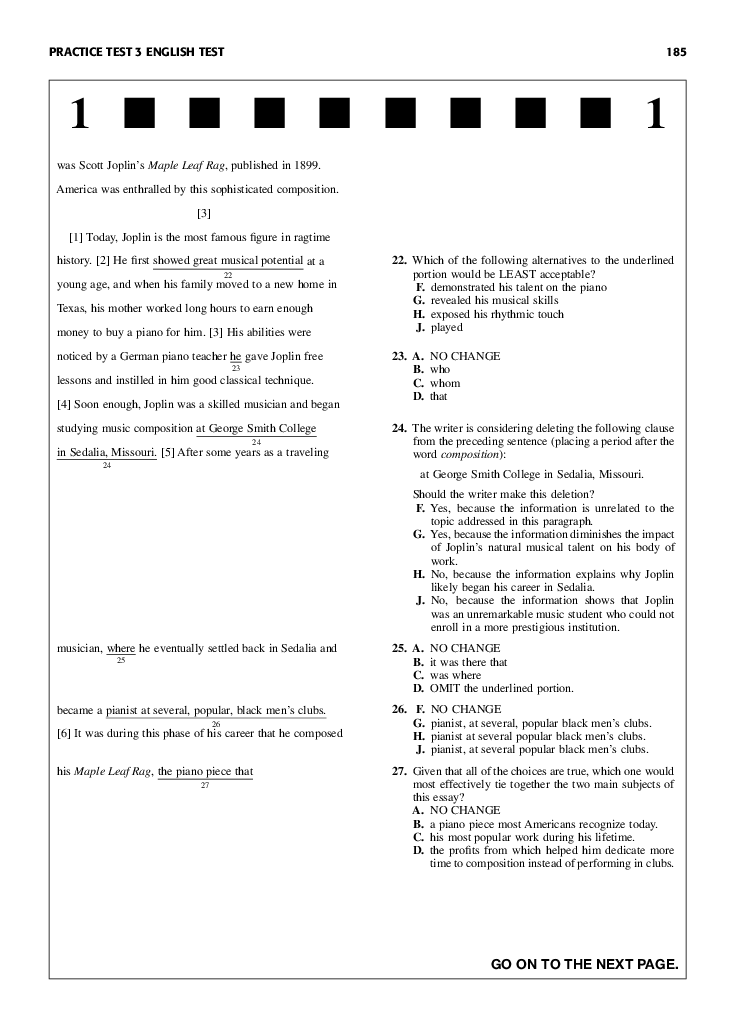 PRACTICE TEST 3 ENGLISH TEST 185
1 1
was Scott Joplin's Maple Leaf Rag, published in 1899.
America was enthralled by this sophisticated composition.
[3]
[1] Today, Joplin is the most famous figure in ragtime
history. [2] He first showed great musical potential at a
22
young age, and when his family moved to a new home in
Texas, his mother worked long hours to earn enough
money to buy a piano for him. [3] His abilities were
noticed by a German piano teacher he gave Joplin free
23
lessons and instilled in him good classical technique.
[4] Soon enough, Joplin was a skilled musician and began
studying music composition at George Smith College
24
in Sedalia, Missouri. [5] After some years as a traveling
24
musician, where he eventually settled back in Sedalia and
25
became a pianist at several, popular, black men's clubs.
26
[6] It was during this phase of his career that he composed
his Maple Leaf Rag, the piano piece that
27
22. Which of the following alternatives to the underlined
portion would be LEAST acceptable?
F. demonstrated his talent on the piano
G. revealed his musical skills
H. exposed his rhythmic touch
J. played
23. A. NO CHANGE
B. who
C. whom
D. that
24. The writer is considering deleting the following clause
from the preceding sentence (placing a period after the
word composition):
at George Smith College in Sedalia, Missouri.
Should the writer make this deletion?
F. Yes, because the information is unrelated to the
topic addressed in this paragraph.
G. Yes, because the information diminishes the impact
of Joplin's natural musical talent on his body of
work.
H. No, because the information explains why Joplin
likely began his career in Sedalia.
J. No, because the information shows that Joplin
was an unremarkable music student who could not
enroll in a more prestigious institution.
25. A. NO CHANGE
B. it was there that
C. was where
D. OMIT the underlined portion.
26. F. NO CHANGE
G. pianist, at several, popular black men's clubs.
H. pianist at several popular black men's clubs.
J. pianist, at several popular black men's clubs.
27. Given that all of the choices are true, which one would
most effectively tie together the two main subjects of
this essay?
A. NO CHANGE
B. a piano piece most Americans recognize today.
C. his most popular work during his lifetime.
D. the profits from which helped him dedicate more
time to composition instead of performing in clubs.
GO ON TO THE NEXT PAGE.